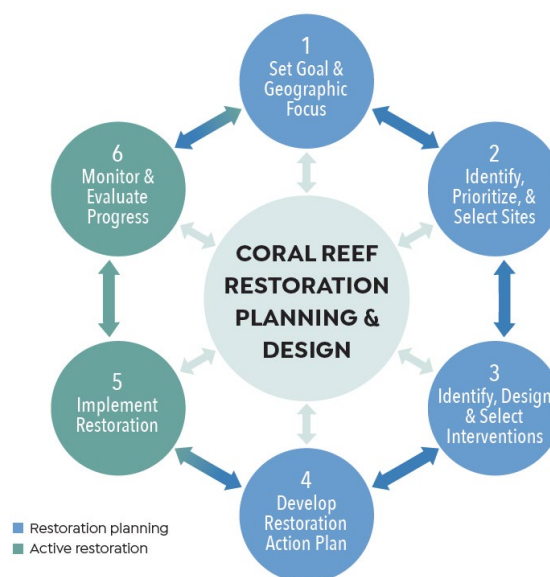 1
Set Goal &
Geographic
Focus
2
Identify,
Prioritize, &
Select Sites
3
Identify, Design
& Select
Interventions
4
Develop
Restoration
Action Plan
5
Implement
Restoration
6
Monitor &
Evaluate
Progress
CORAL REEF
RESTORATION
PLANNING &
DESIGN
Restoration planning
Active restoration